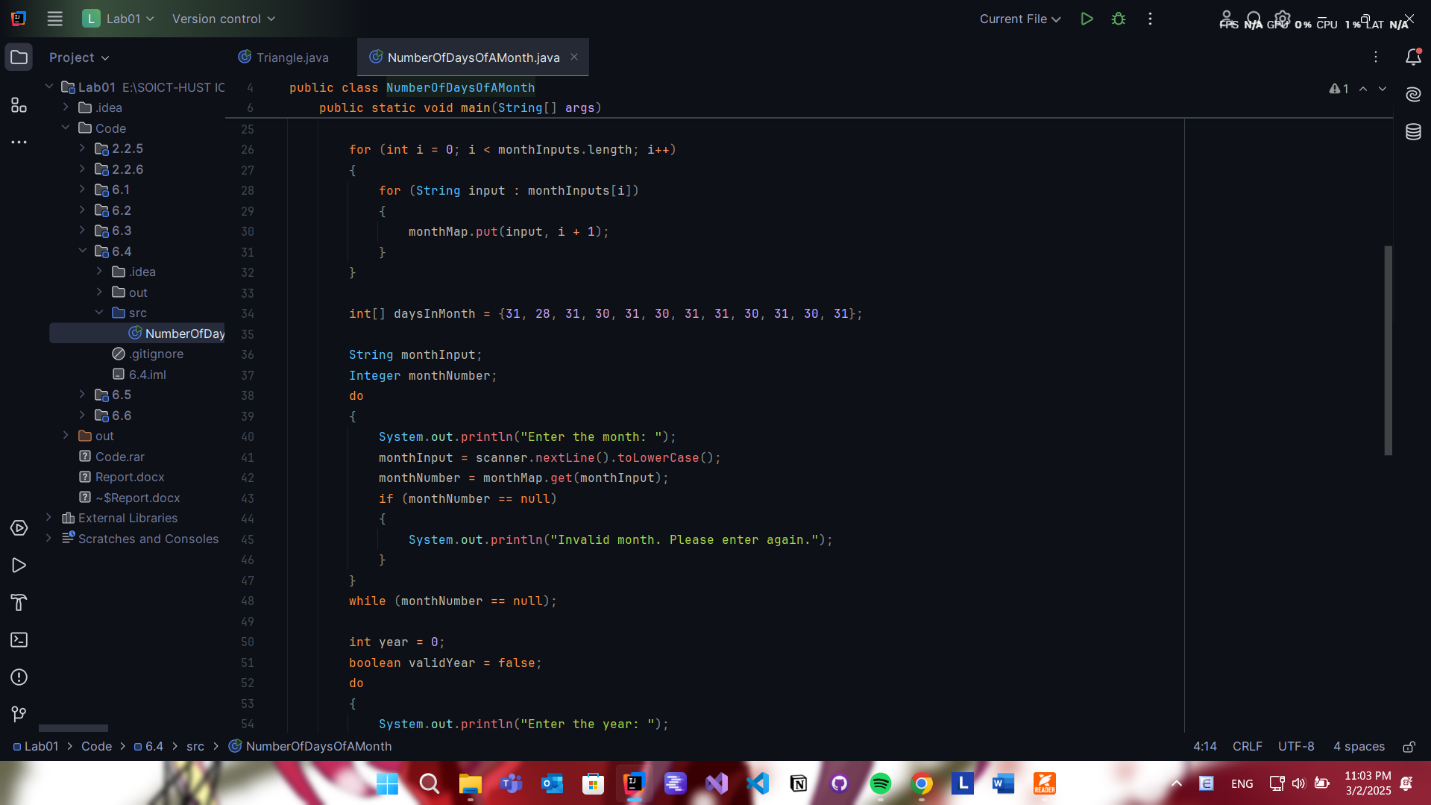 L Lab01 Version control Current File
FPS N/A GPU 0% CPU 1% LAT N/A
Project
Triangle.java
NumberOfDaysOfAMonth.java
Lab01 E:\SOICT-HUST IC
.idea
Code
2.2.5
2.2.6
6.1
6.2
6.3
6.4
.idea
out
src
NumberOfDay
.gitignore
6.4.iml
6.5
6.6
out
Code.rar
Report.docx
~$Report.docx
External Libraries
Scratches and Consoles
1
4 public class NumberOfDaysOfAMonth
6 public static void main(String[] args)
25
26 for (int i = 0; i < monthInputs.length; i++)
27 {
28 for (String input : monthInputs[i])
29 {
30 monthMap.put(input, i + 1);
31 }
32 }
33
34 int[] daysInMonth = {31, 28, 31, 30, 31, 30, 31, 31, 30, 31, 30, 31};
35
36 String monthInput;
37 Integer monthNumber;
38 do
39 {
40 System.out.println("Enter the month: ");
41 monthInput = scanner.nextLine().toLowerCase();
42 monthNumber = monthMap.get(monthInput);
43 if (monthNumber == null)
44 {
45 System.out.println("Invalid month. Please enter again.");
46 }
47 }
48 while (monthNumber == null);
49
50 int year = 0;
51 boolean validYear = false;
52 do
53 {
54 System.out.println("Enter the year: ");
Lab01 > Code > 6.4 > src > NumberOfDaysOfAMonth
4:14 CRLF UTF-8 4 spaces
ENG
11:03 PM
3/2/2025
L
READER